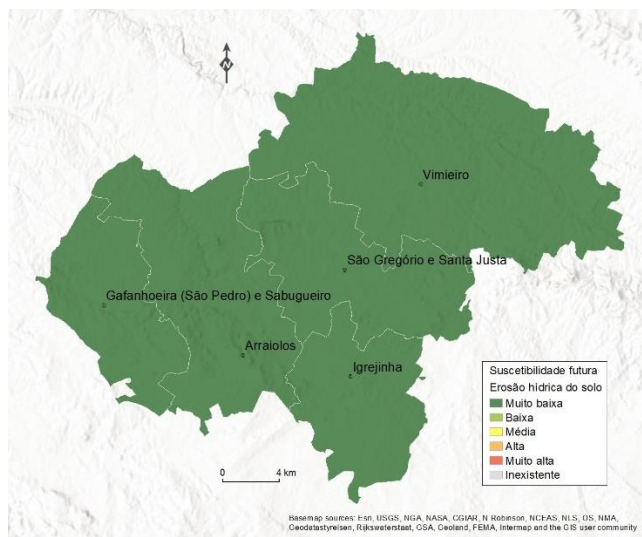 N
Vimieiro
São Gregório e Santa Justa
Gafanhoeira (São Pedro) e Sabugueiro
Arraiolos
Igrejinha
Suscetibilidade futura
Erosão hídrica do solo
Muito baixa
Baixa
Média
Alta
Muito alta
Inexistente
0 4 km
Basemap sources: Esri, USGS, NGA, NASA, CGIAR, N Robinson, NCEAS, NLS, OS, NMA,
Geodatastyrelsen, Rijkswaterstaat, GSA, Geoland, FEMA, Intermap and the GIS user community